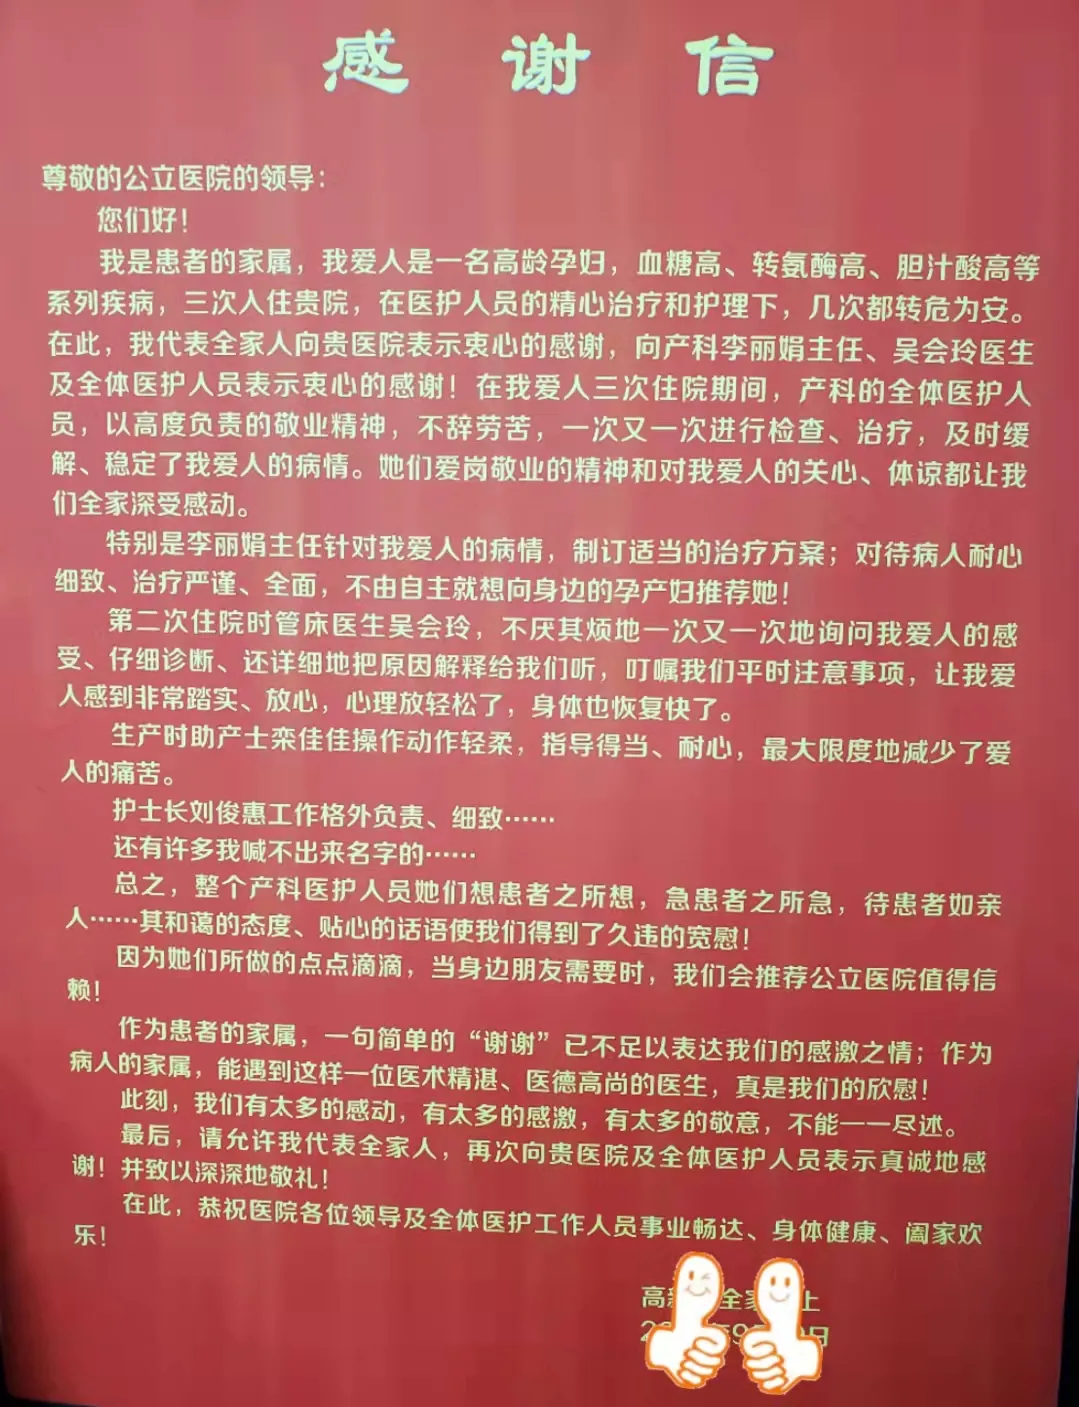 感 谢 信
尊敬的公立医院的领导：
您们好！
我是患者的家属，我爱人是一名高龄孕妇，血糖高、转氨酶高、胆汁酸高等
系列疾病，三次入住贵院，在医护人员的精心治疗和护理下，几次都转危为安。
在此，我代表全家人向贵医院表示衷心的感谢，向产科李丽娟主任、吴会玲医生
及全体医护人员表示衷心的感谢！在我爱人三次住院期间，产科的全体医护人
员，以高度负责的敬业精神，不辞劳苦，一次又一次进行检查、治疗，及时缓
解、稳定了我爱人的病情。她们爱岗敬业的精神和对我爱人的关心、体谅都让我
们全家深受感动。
特别是李丽娟主任针对我爱人的病情，制订适当的治疗方案；对待病人耐心
细致、治疗严谨、全面，不由自主就想向身边的孕产妇推荐她！
第二次住院时管床医生吴会玲，不厌其烦地一次又一次地询问我爱人的感
受、仔细诊断、还详细地把原因解释给我们听，叮嘱我们平时注意事项，让我爱
人感到非常踏实、放心，心理放轻松了，身体也恢复快了。
生产时助产士栾佳佳操作动作轻柔，指导得当、耐心，最大限度地减少了爱
人的痛苦。
护士长刘俊惠工作格外负责、细致……
还有许多我喊不出来名字的……
总之，整个产科医护人员她们想患者之所想，急患者之所急，待患者如亲
人……其和蔼的态度、贴心的话语使我们得到了久违的宽慰！
因为她们所做的点点滴滴，当身边朋友需要时，我们会推荐公立医院值得信
赖！
作为患者的家属，一句简单的“谢谢”已不足以表达我们的感激之情；作为
病人的家属，能遇到这样一位医术精湛、医德高尚的医生，真是我们的欣慰！
此刻，我们有太多的感动，有太多的感激，有太多的敬意，不能一一尽述。
最后，请允许我代表全家人，再次向贵医院及全体医护人员表示真诚地感
谢！并致以深深地敬礼！
在此，恭祝医院各位领导及全体医护工作人员事业畅达、身体健康、阖家欢
乐！
高 全家 上
2 年9 日